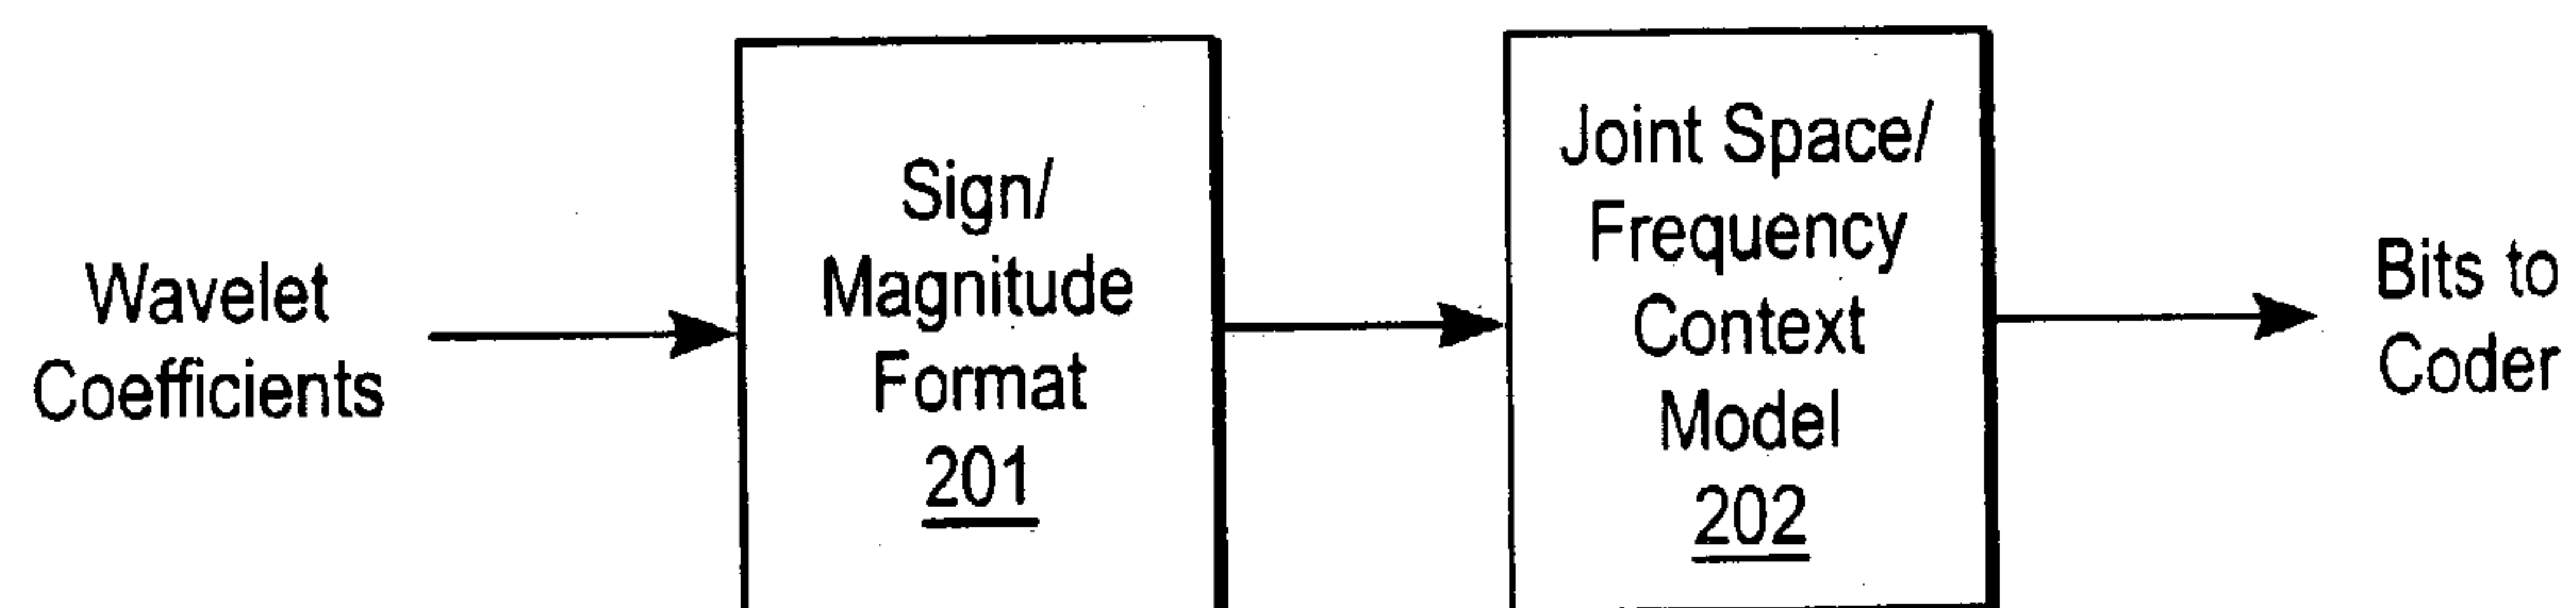 Wavelet
Coefficients
Sign/
Magnitude
Format
201
Joint Space/
Frequency
Context
Model
202
Bits to
Coder